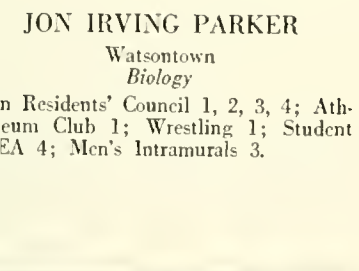 JON IRVING PARKER
Watsontown
Biology
n Residents' Council 1, 2, 3, 4; Ath-
eum Club 1; Wrestling 1; Student
EA 4; Men's Intramurals 3.